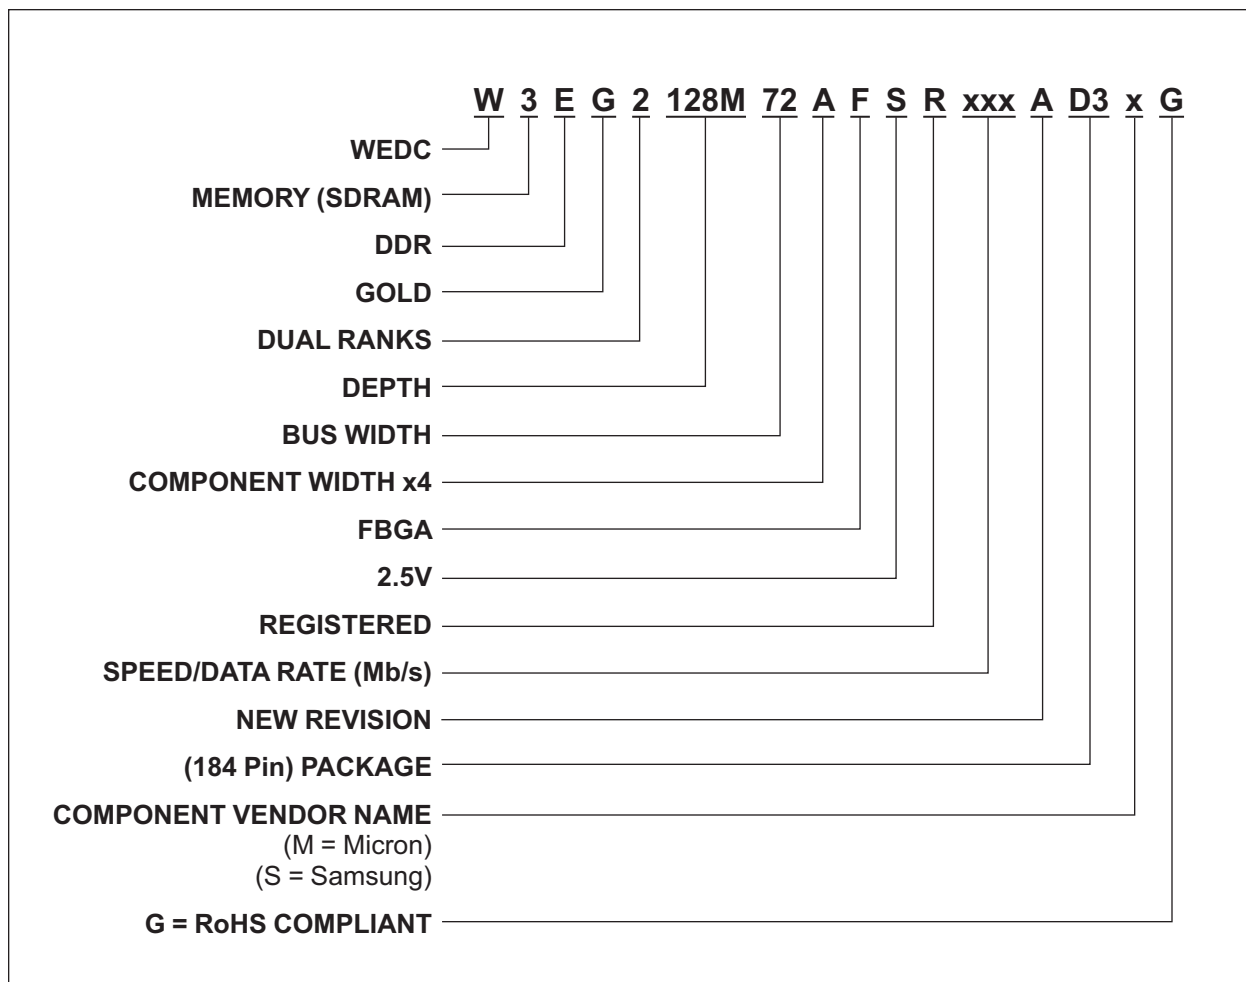 W 3 E G 2 128M 72 A F S R xxx A D3 x G
WEDC
MEMORY (SDRAM)
DDR
GOLD
DUAL RANKS
DEPTH
BUS WIDTH
COMPONENT WIDTH x4
FBGA
2.5V
REGISTERED
SPEED/DATA RATE (Mb/s)
NEW REVISION
(184 Pin) PACKAGE
COMPONENT VENDOR NAME
(M = Micron)
(S = Samsung)
G = RoHS COMPLIANT